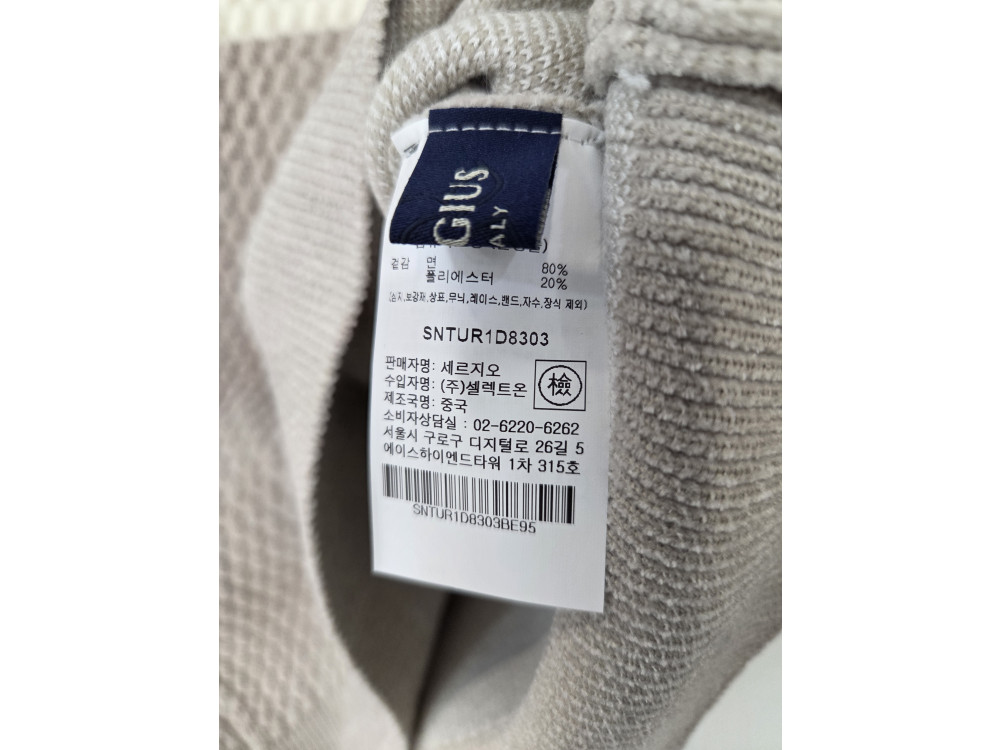 GIUS
ALY
겉감 면 80%
폴리에스터 20%
(심지,보강재,상표,무늬,레이스,밴드,자수,장식 제외)
SNTUR1D8303
판매자명: 세르지오
수입자명: (주)셀렉트온
제조국명: 중국
檢
소비자상담실 : 02-6220-6262
서울시 구로구 디지털로 26길 5
에이스하이엔드타워 1차 315호
SNTUR1D8303BE95